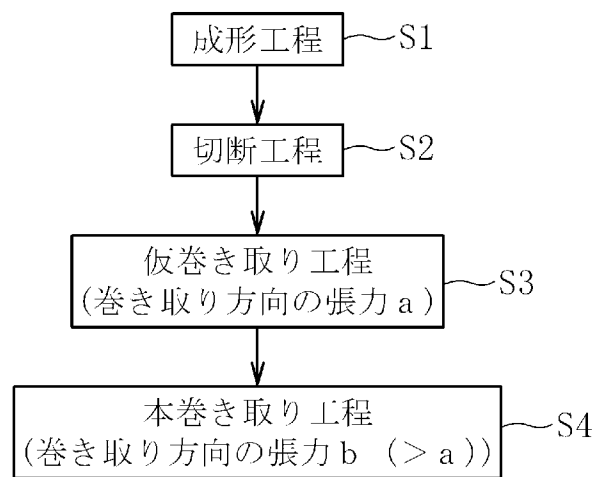 成形工程 S1
切断工程 S2
仮巻き取り工程
(巻き取り方向の張力a) S3
本巻き取り工程
(巻き取り方向の張力b (>a)) S4